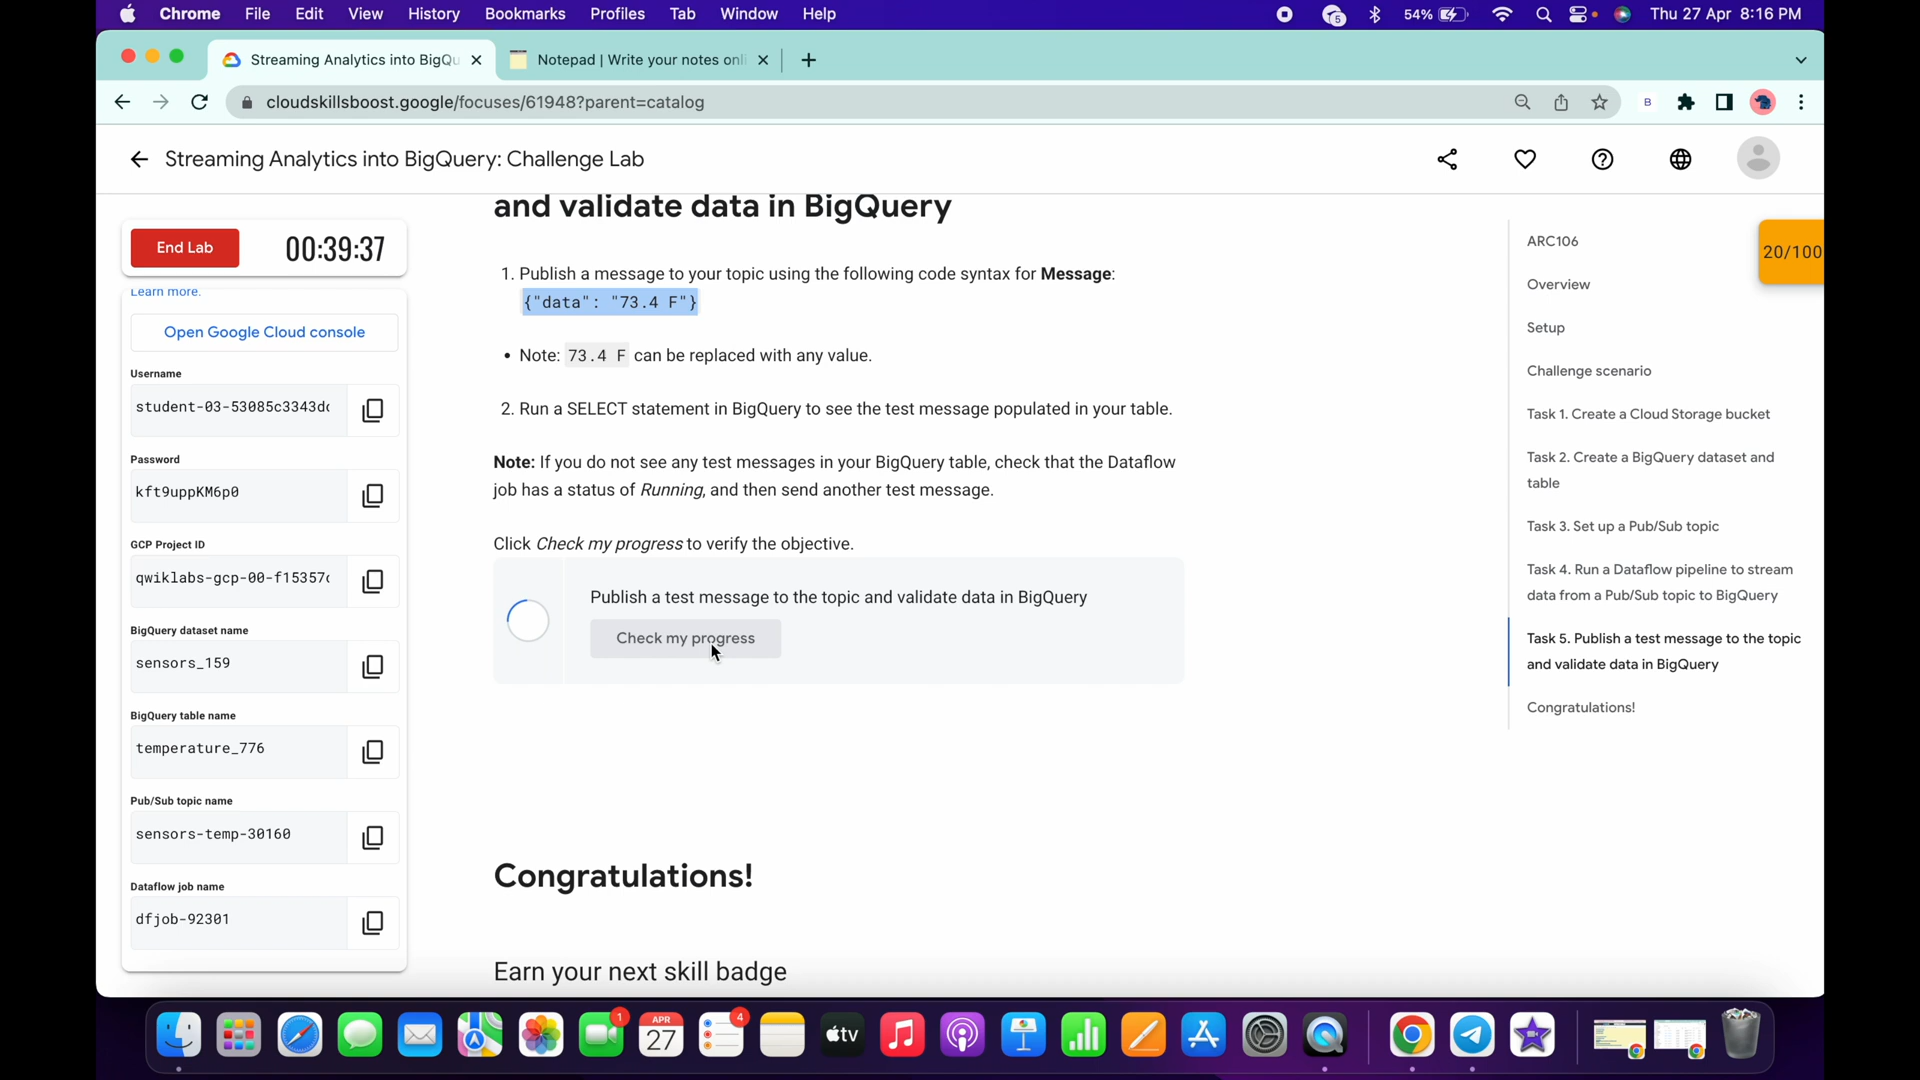 Chrome File Edit View History Bookmarks Profiles Tab Window Help
5
54%
Thu 27 Apr 8:16 PM
Streaming Analytics into BigQu
Notepad | Write your notes onli
cloudskillsboost.google/focuses/61948?parent=catalog
B
Streaming Analytics into BigQuery: Challenge Lab
End Lab
00:39:37
Learn more.
Open Google Cloud console
Username
student-03-53085c3343d
Password
kft9uppKM6p0
GCP Project ID
qwiklabs-gcp-00-f15357
BigQuery dataset name
sensors_159
BigQuery table name
temperature_776
Pub/Sub topic name
sensors-temp-30160
Dataflow job name
dfjob-92301
and validate data in BigQuery
1. Publish a message to your topic using the following code syntax for Message:
{"data": "73.4 F"}
• Note: 73.4 F can be replaced with any value.
2. Run a SELECT statement in BigQuery to see the test message populated in your table.
Note: If you do not see any test messages in your BigQuery table, check that the Dataflow
job has a status of Running, and then send another test message.
Click Check my progress to verify the objective.
Publish a test message to the topic and validate data in BigQuery
Check my progress
Congratulations!
Earn your next skill badge
ARC106
Overview
Setup
Challenge scenario
Task 1. Create a Cloud Storage bucket
Task 2. Create a BigQuery dataset and
table
Task 3. Set up a Pub/Sub topic
Task 4. Run a Dataflow pipeline to stream
data from a Pub/Sub topic to BigQuery
Task 5. Publish a test message to the topic
and validate data in BigQuery
Congratulations!
20/100
1
APR
27
4
tv